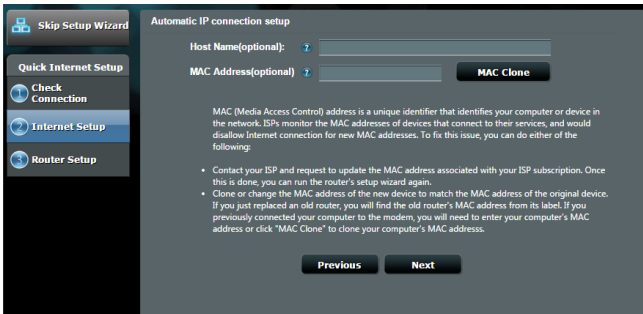 Skip Setup Wizard
Quick Internet Setup
1 Check
Connection
2 Internet Setup
3 Router Setup
Automatic IP connection setup
Host Name(optional): ?
MAC Address(optional) ? MAC Clone
MAC (Media Access Control) address is a unique identifier that identifies your computer or device in
the network. ISPs monitor the MAC addresses of devices that connect to their services, and would
disallow Internet connection for new MAC addresses. To fix this issue, you can do either of the
following:
• Contact your ISP and request to update the MAC address associated with your ISP subscription. Once
this is done, you can run the router's setup wizard again.
• Clone or change the MAC address of the new device to match the MAC address of the original device.
If you just replaced an old router, you will find the old router's MAC address from its label. If you
previously connected your computer to the modem, you will need to enter your computer's MAC
address or click "MAC Clone" to clone your computer's MAC addresss.
Previous Next